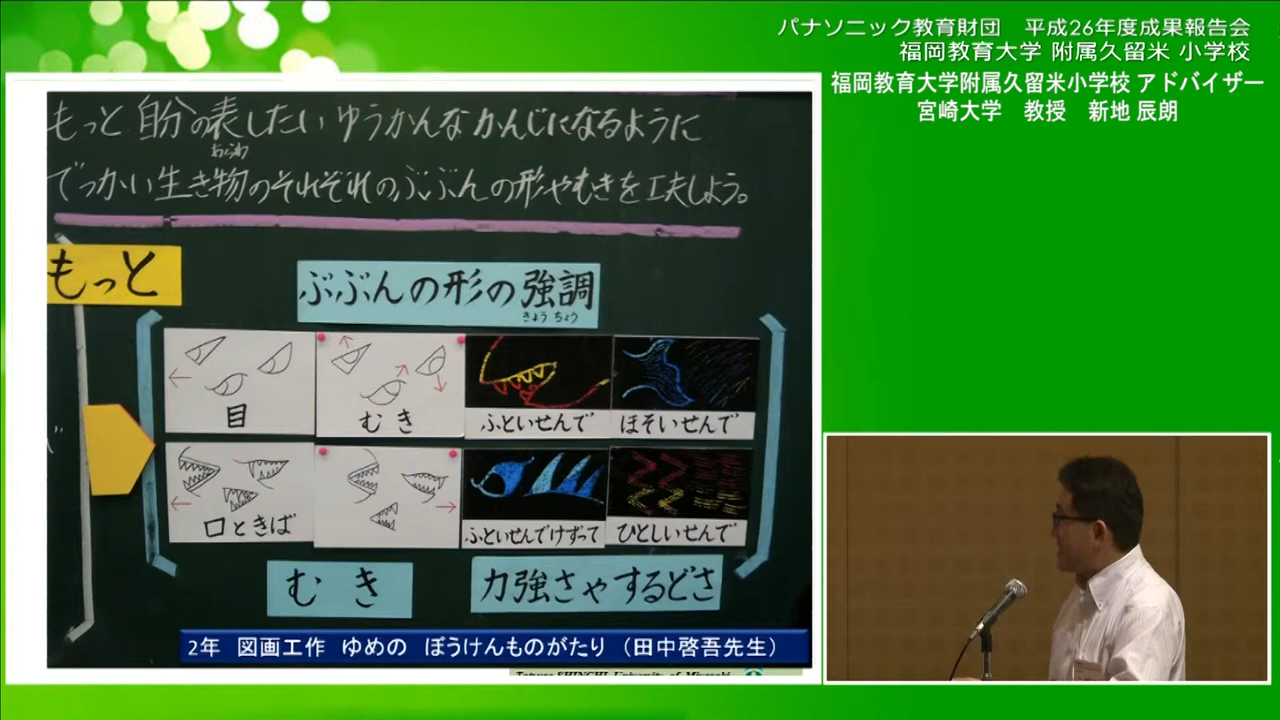 パナソニック教育財団　平成26年度成果報告会
福岡教育大学 附属久留米 小学校
福岡教育大学附属久留米小学校 アドバイザー
宮崎大学　教授　新地 辰朗
もっと 自分の表したい ゆうかんな かんじになるように
あらわ
でっかい生き物のそれぞれのぶぶんの形やむきを工夫しよう。
もっと
ぶぶんの形の強調
きょうちょう
目
むき
ふといせんで
ほそいせんで
口ときば
ふといせんでけずって
ひとしいせんで
むき
力強さやするどさ
2年　図画工作　ゆめの　ぼうけんものがたり　（田中啓吾先生）
Tatsuro SHINCHI, University of Miyazaki